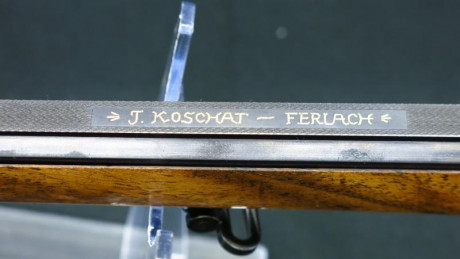 J. KOSCHAT — FERLACH